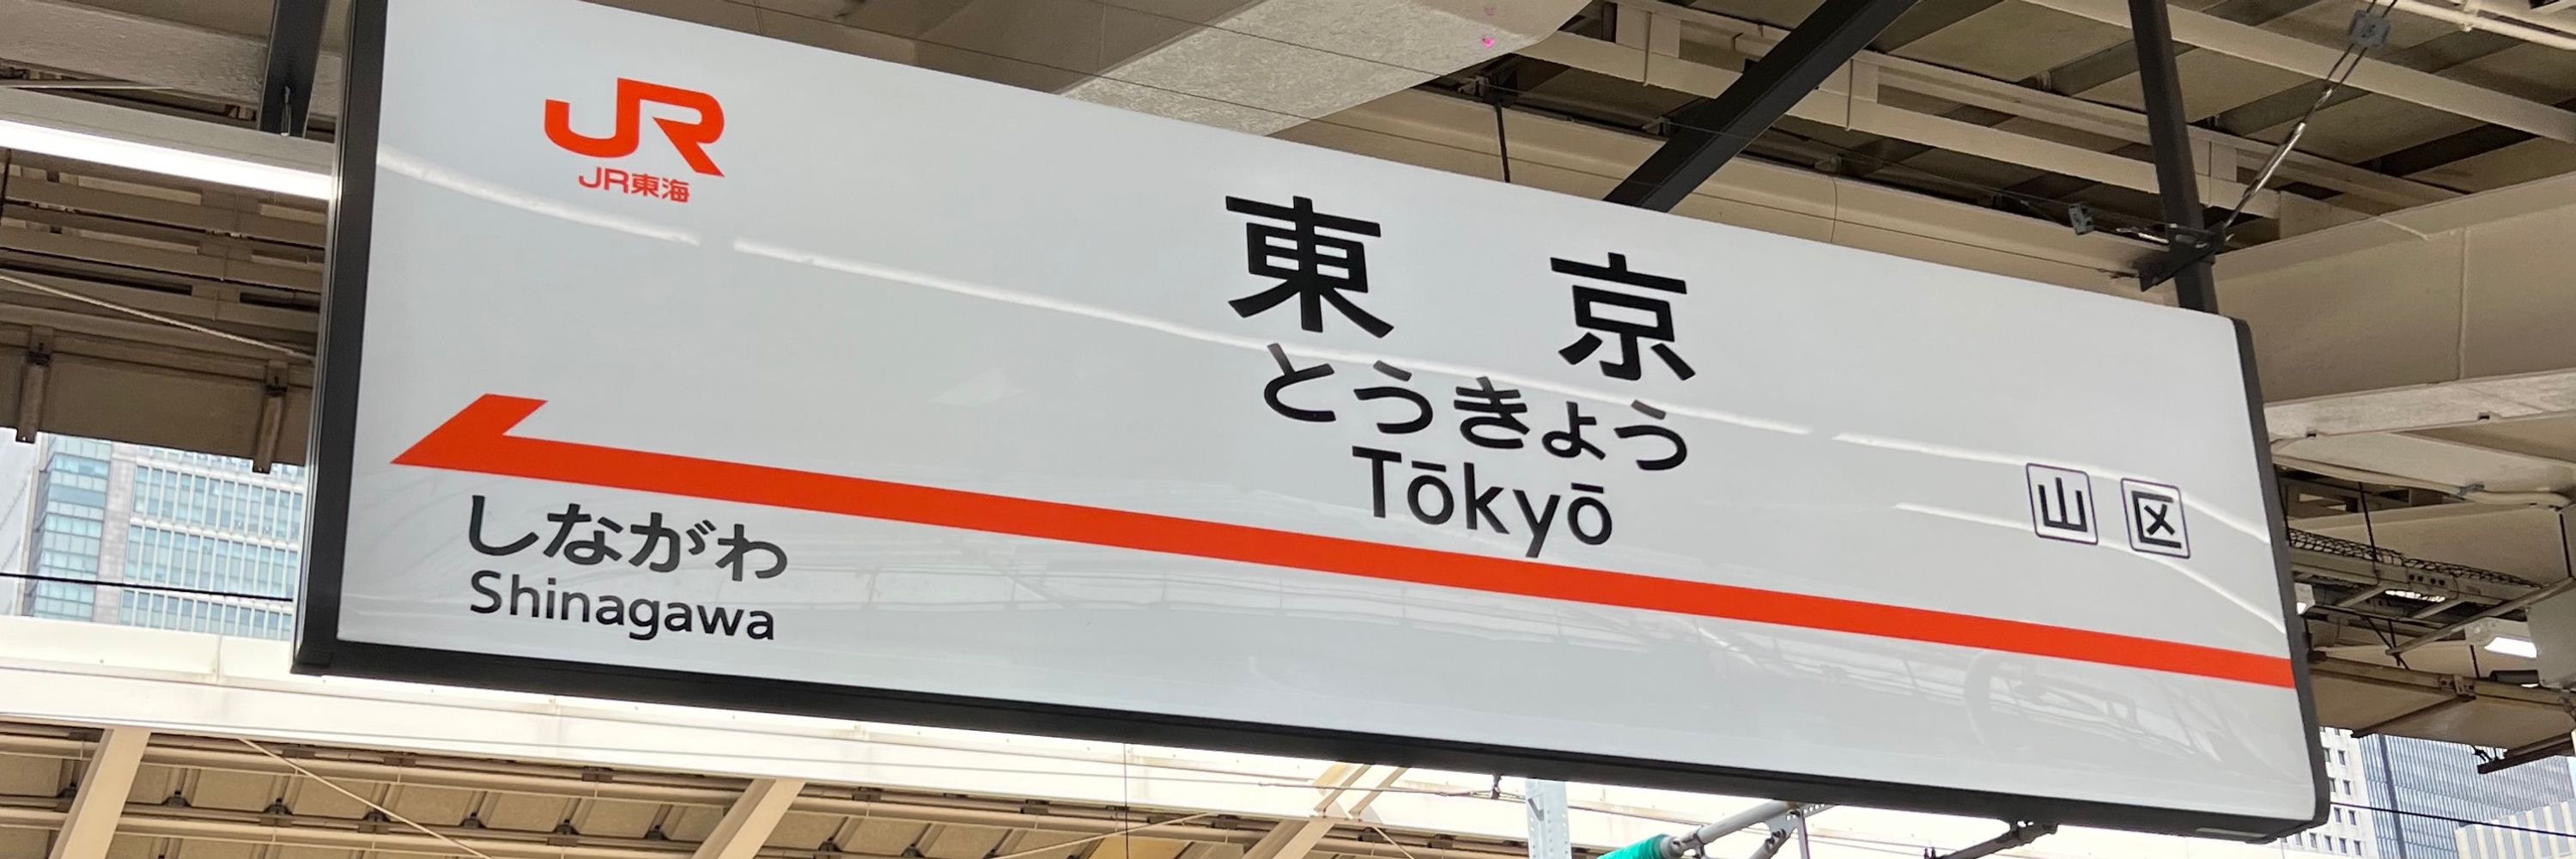 JR
JR東海
東京
とうきょう
Tōkyō
山 区
しながわ
Shinagawa